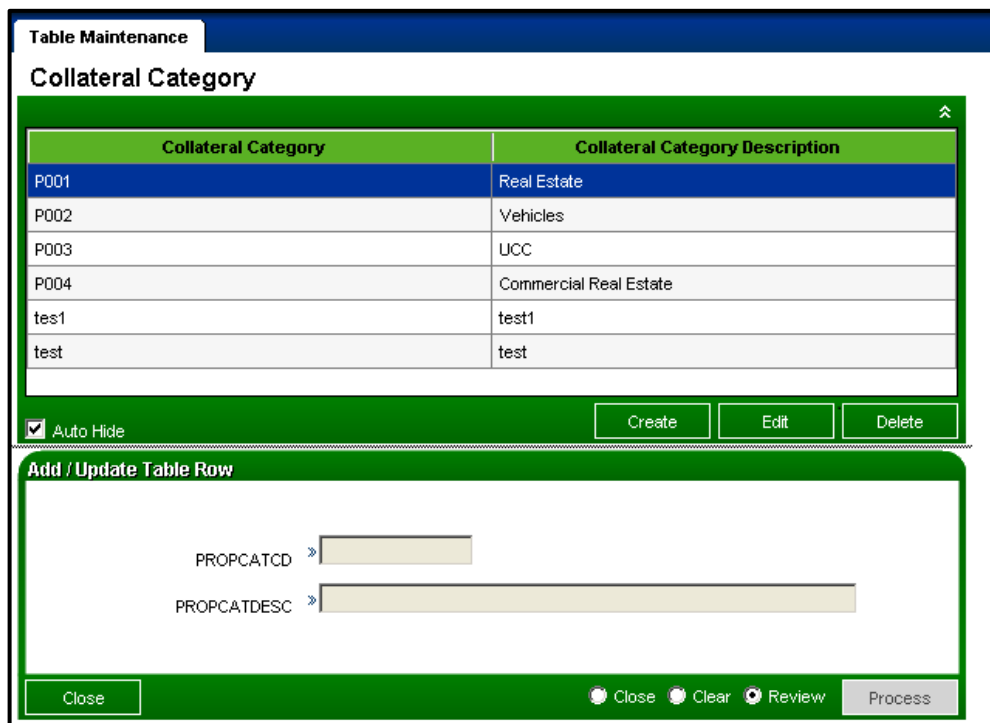 Table Maintenance
Collateral Category
Collateral Category Collateral Category Description
P001 Real Estate
P002 Vehicles
P003 UCC
P004 Commercial Real Estate
tes1 test1
test test
Auto Hide Create Edit Delete
Add / Update Table Row
PROPCATCD »
PROPCATDESC »
Close Close Clear Review Process